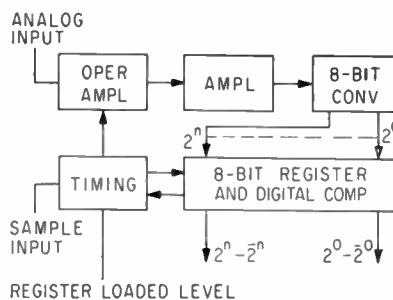 ANALOG
INPUT
OPER
AMPL
AMPL
8-BIT
CONV
2ⁿ
2⁰
TIMING
8-BIT REGISTER
AND DIGITAL COMP
SAMPLE
INPUT
2ⁿ-2̄ⁿ
2⁰-2̄⁰
REGISTER LOADED LEVEL